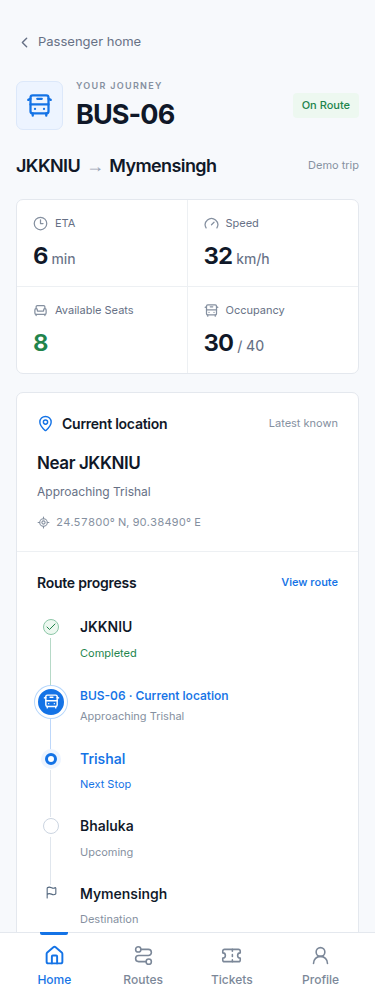 Passenger home
YOUR JOURNEY
BUS-06
On Route
JKKNIU → Mymensingh
Demo trip
ETA
6 min
Speed
32 km/h
Available Seats
8
Occupancy
30 / 40
Current location
Latest known
Near JKKNIU
Approaching Trishal
24.57800° N, 90.38490° E
Route progress
View route
JKKNIU
Completed
BUS-06 · Current location
Approaching Trishal
Trishal
Next Stop
Bhaluka
Upcoming
Mymensingh
Destination
Home
Routes
Tickets
Profile